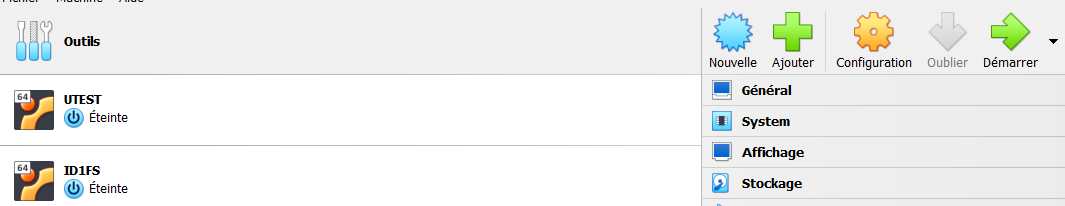 Outils
Nouvelle Ajouter Configuration Oublier Démarrer
64 UTEST
Éteinte
64 ID1FS
Éteinte
Général
System
Affichage
Stockage